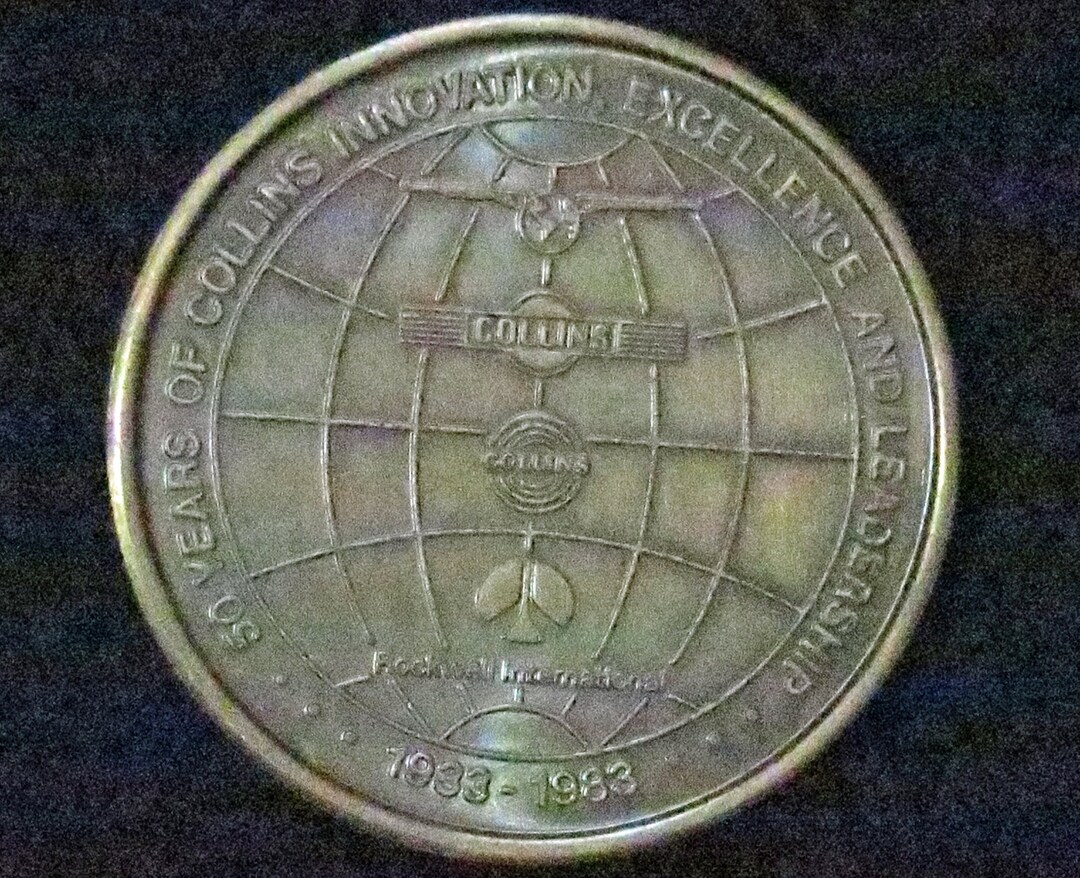 50 YEARS OF COLLINS INNOVATION, EXCELLENCE AND LEADERSHIP
COLLINS
COLLINS
Rockwell International
1933-1983